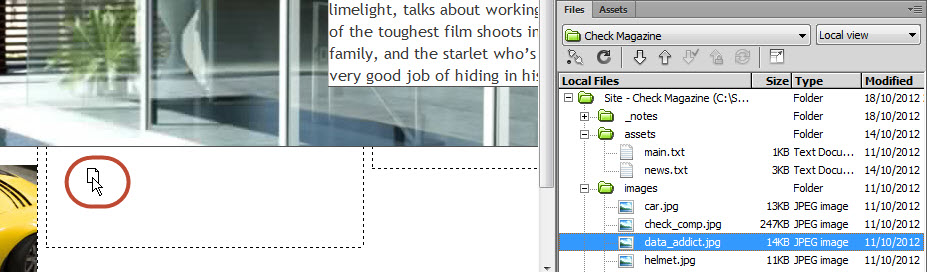 limelight, talks about working
of the toughest film shoots in
family, and the starlet who's
very good job of hiding in his
Files Assets
Check Magazine Local view
Local Files Size Type Modified
Site - Check Magazine (C:\S... Folder 18/10/2012
_notes Folder 18/10/2012
assets Folder 14/10/2012
main.txt 1KB Text Docu... 11/10/2012
news.txt 3KB Text Docu... 11/10/2012
images Folder 11/10/2012
car.jpg 13KB JPEG image 11/10/2012
check_comp.jpg 247KB JPEG image 11/10/2012
data_addict.jpg 14KB JPEG image 11/10/2012
helmet.jpg 11KB JPEG image 11/10/2012